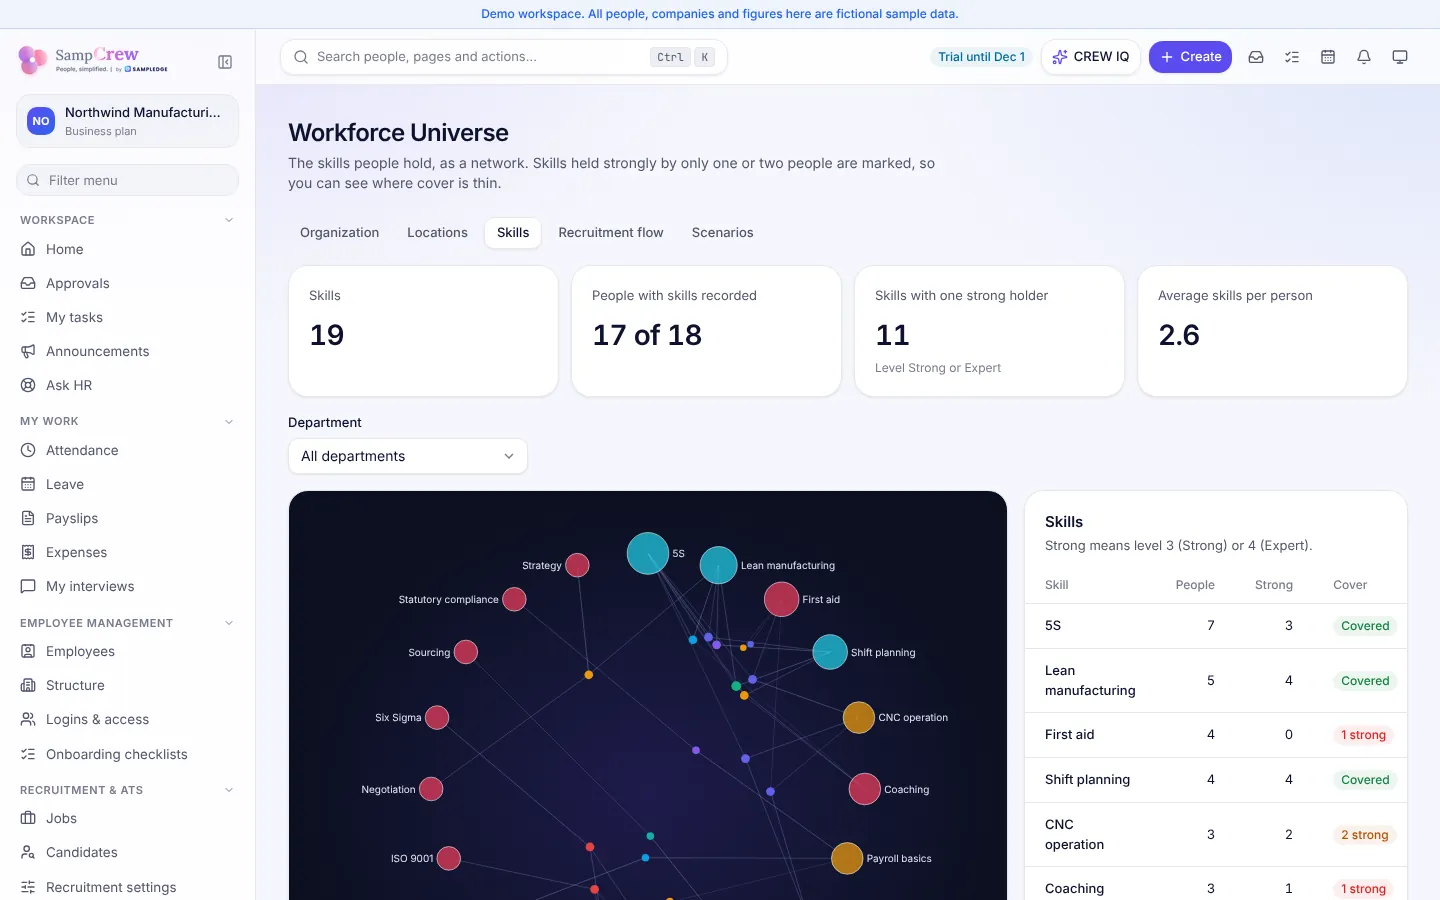 Demo workspace. All people, companies and figures here are fictional sample data.
SampCrew
People, simplified. | by SAMPLEDGE
Search people, pages and actions...
Ctrl K
Trial until Dec 1
CREW IQ
+ Create
NO
Northwind Manufacturi...
Business plan
Filter menu
WORKSPACE
Home
Approvals
My tasks
Announcements
Ask HR
MY WORK
Attendance
Leave
Payslips
Expenses
My interviews
EMPLOYEE MANAGEMENT
Employees
Structure
Logins & access
Onboarding checklists
RECRUITMENT & ATS
Jobs
Candidates
Recruitment settings
Workforce Universe
The skills people hold, as a network. Skills held strongly by only one or two people are marked, so
you can see where cover is thin.
Organization Locations Skills Recruitment flow Scenarios
Skills
19
People with skills recorded
17 of 18
Skills with one strong holder
11
Level Strong or Expert
Average skills per person
2.6
Department
All departments
5S
Strategy
Lean manufacturing
Statutory compliance
First aid
Sourcing
Shift planning
Six Sigma
CNC operation
Negotiation
Coaching
ISO 9001
Payroll basics
Skills
Strong means level 3 (Strong) or 4 (Expert).
Skill People Strong Cover
5S 7 3 Covered
Lean
manufacturing 5 4 Covered
First aid 4 0 1 strong
Shift planning 4 4 Covered
CNC
operation 3 2 2 strong
Coaching 3 1 1 strong